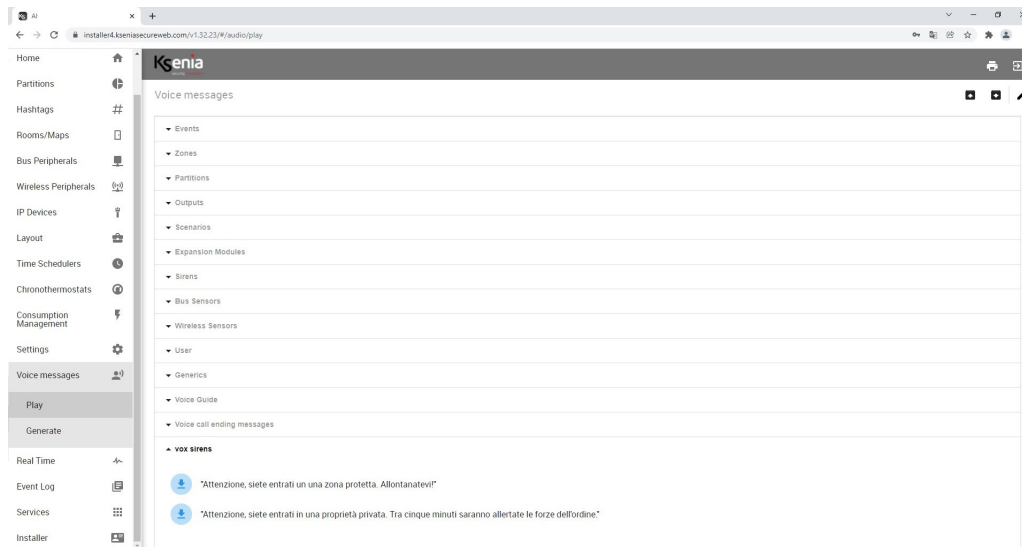 At
installer4.kseniasecureweb.com/v1.32.23/#/audio/play
Home
Partitions
Hashtags
Rooms/Maps
Bus Peripherals
Wireless Peripherals
IP Devices
Layout
Time Schedulers
Chronothermostats
Consumption
Management
Settings
Voice messages
Play
Generate
Real Time
Event Log
Services
Installer
Ksenia
Voice messages
Events
Zones
Partitions
Outputs
Scenarios
Expansion Modules
Sirens
Bus Sensors
Wireless Sensors
User
Generics
Voice Guide
Voice call ending messages
vox sirens
"Attenzione, siete entrati un una zona protetta. Allontanatevi!"
"Attenzione, siete entrati in una proprietà privata. Tra cinque minuti saranno allertate le forze dell'ordine."